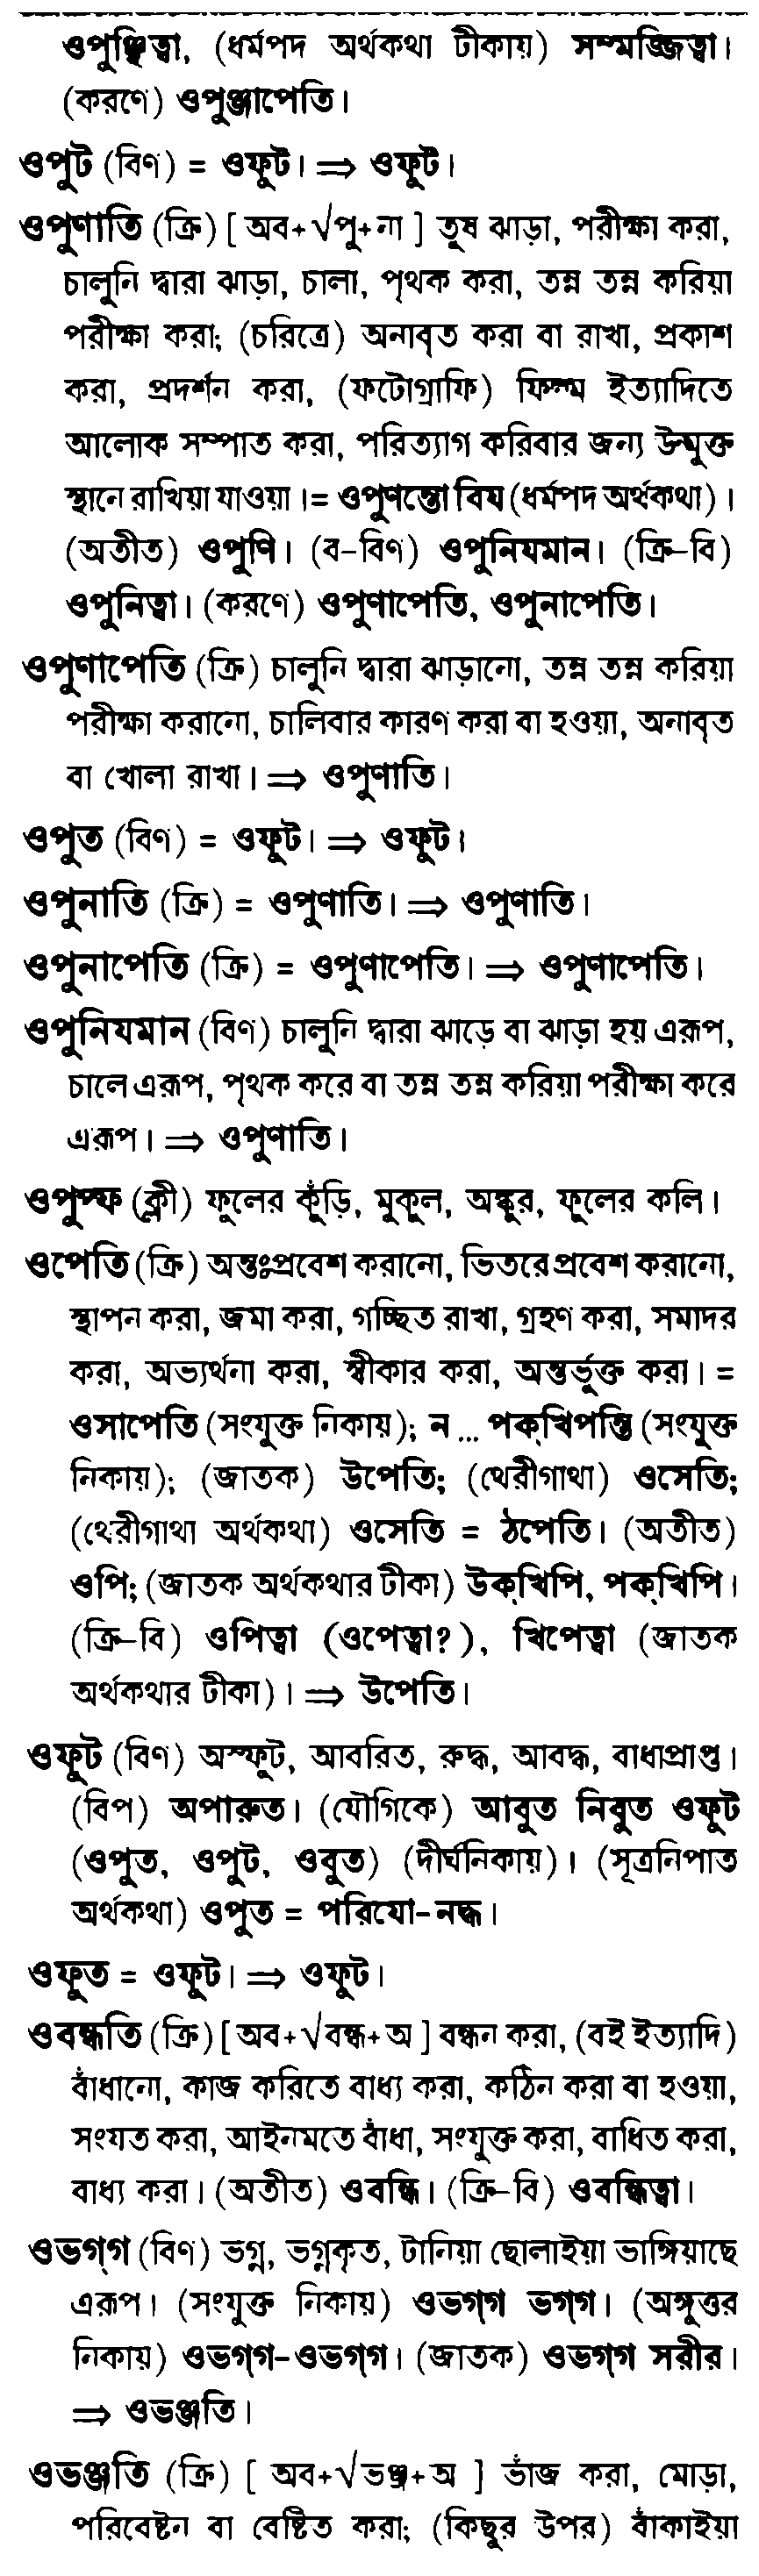 ওপুঞ্ছিত্বা, (ধর্মপদ অর্থকথা টীকায়) সম্মজ্জিত্বা।
(করণে) ওপুঞ্জাপেতি।
ওপুট (বিণ) = ওফুট। ⇒ ওফুট।
ওপুণাতি (ক্রি) [ অব+√পু+না ] তুষ ঝাড়া, পরীক্ষা করা,
চালুনি দ্বারা ঝাড়া, চালা, পৃথক করা, তন্ন তন্ন করিয়া
পরীক্ষা করা; (চরিত্রে) অনাবৃত করা বা রাখা, প্রকাশ
করা, প্রদর্শন করা, (ফটোগ্রাফি) ফিল্ম ইত্যাদিতে
আলোক সম্পাত করা, পরিত্যাগ করিবার জন্য উন্মুক্ত
স্থানে রাখিয়া যাওয়া।= ওপুণন্তো বিয (ধর্মপদ অর্থকথা)।
(অতীত) ওপুণি। (ব-বিণ) ওপুনিযমান। (ক্রি-বি)
ওপুনিত্বা। (করণে) ওপুণাপেতি, ওপুনাপেতি।
ওপুণাপেতি (ক্রি) চালুনি দ্বারা ঝাড়ানো, তন্ন তন্ন করিয়া
পরীক্ষা করানো, চালিবার কারণ করা বা হওয়া, অনাবৃত
বা খোলা রাখা। ⇒ ওপুণাতি।
ওপুত (বিণ) = ওফুট। ⇒ ওফুট।
ওপুনাতি (ক্রি) = ওপুণাতি। ⇒ ওপুণাতি।
ওপুনাপেতি (ক্রি) = ওপুণাপেতি। ⇒ ওপুণাপেতি।
ওপুনিযমান (বিণ) চালুনি দ্বারা ঝাড়ে বা ঝাড়া হয় এরূপ,
চালে এরূপ, পৃথক করে বা তন্ন তন্ন করিয়া পরীক্ষা করে
এরূপ। ⇒ ওপুণাতি।
ওপুপ্ফ (ক্লী) ফুলের কুঁড়ি, মুকুল, অঙ্কুর, ফুলের কলি।
ওপেতি (ক্রি) অন্তঃপ্রবেশ করানো, ভিতরে প্রবেশ করানো,
স্থাপন করা, জমা করা, গচ্ছিত রাখা, গ্রহণ করা, সমাদর
করা, অভ্যর্থনা করা, স্বীকার করা, অন্তর্ভুক্ত করা। =
ওসাপেতি (সংযুক্ত নিকায়); ন ... পক্‌খিপন্তি (সংযুক্ত
নিকায়); (জাতক) উপেতি; (থেরীগাথা) ওসেতি;
(থেরীগাথা অর্থকথা) ওসেতি = ঠপেতি। (অতীত)
ওপি; (জাতক অর্থকথার টীকা) উক্‌খিপি, পক্‌খিপি।
(ক্রি-বি) ওপিত্বা (ওপেত্বা?), খিপেত্বা (জাতক
অর্থকথার টীকা)। ⇒ উপেতি।
ওফুট (বিণ) অস্ফুট, আবরিত, রুদ্ধ, আবদ্ধ, বাধাপ্রাপ্ত।
(বিপ) অপারুত। (যৌগিকে) আবুত নিবুত ওফুট
(ওপুত, ওপুট, ওবুত) (দীর্ঘনিকায়)। (সূত্রনিপাত
অর্থকথা) ওপুত = পরিযো-নদ্ধ।
ওফুত = ওফুট। ⇒ ওফুট।
ওবন্ধতি (ক্রি) [ অব+√বন্ধ+অ ] বন্ধন করা, (বই ইত্যাদি)
বাঁধানো, কাজ করিতে বাধ্য করা, কঠিন করা বা হওয়া,
সংযত করা, আইনমতে বাঁধা, সংযুক্ত করা, বাধিত করা,
বাধ্য করা। (অতীত) ওবন্ধি। (ক্রি-বি) ওবন্ধিত্বা।
ওভগ্‌গ (বিণ) ভগ্ন, ভগ্নকৃত, টানিয়া ছোলাইয়া ভাঙ্গিয়াছে
এরূপ। (সংযুক্ত নিকায়) ওভগ্‌গ ভগ্‌গ। (অঙ্গুত্তর
নিকায়) ওভগ্‌গ-ওভগ্‌গ। (জাতক) ওভগ্‌গ সরীর।
⇒ ওভঞ্জতি।
ওভঞ্জতি (ক্রি) [ অব+√ভঞ্জ+অ ] ভাঁজ করা, মোড়া,
পরিবেষ্টন বা বেষ্টিত করা; (কিছুর উপর) বাঁকাইয়া